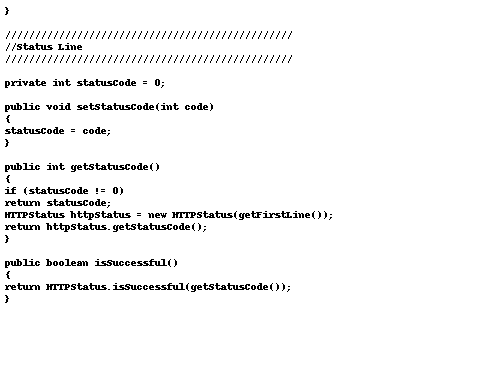 }
////////////////////////////////////////////////
//Status Line
////////////////////////////////////////////////
private int statusCode = 0;
public void setStatusCode(int code)
{
statusCode = code;
}
public int getStatusCode()
{
if (statusCode != 0)
return statusCode;
HTTPStatus httpStatus = new HTTPStatus(getFirstLine());
return httpStatus.getStatusCode();
}
public boolean isSuccessful()
{
return HTTPStatus.isSuccessful(getStatusCode());
}